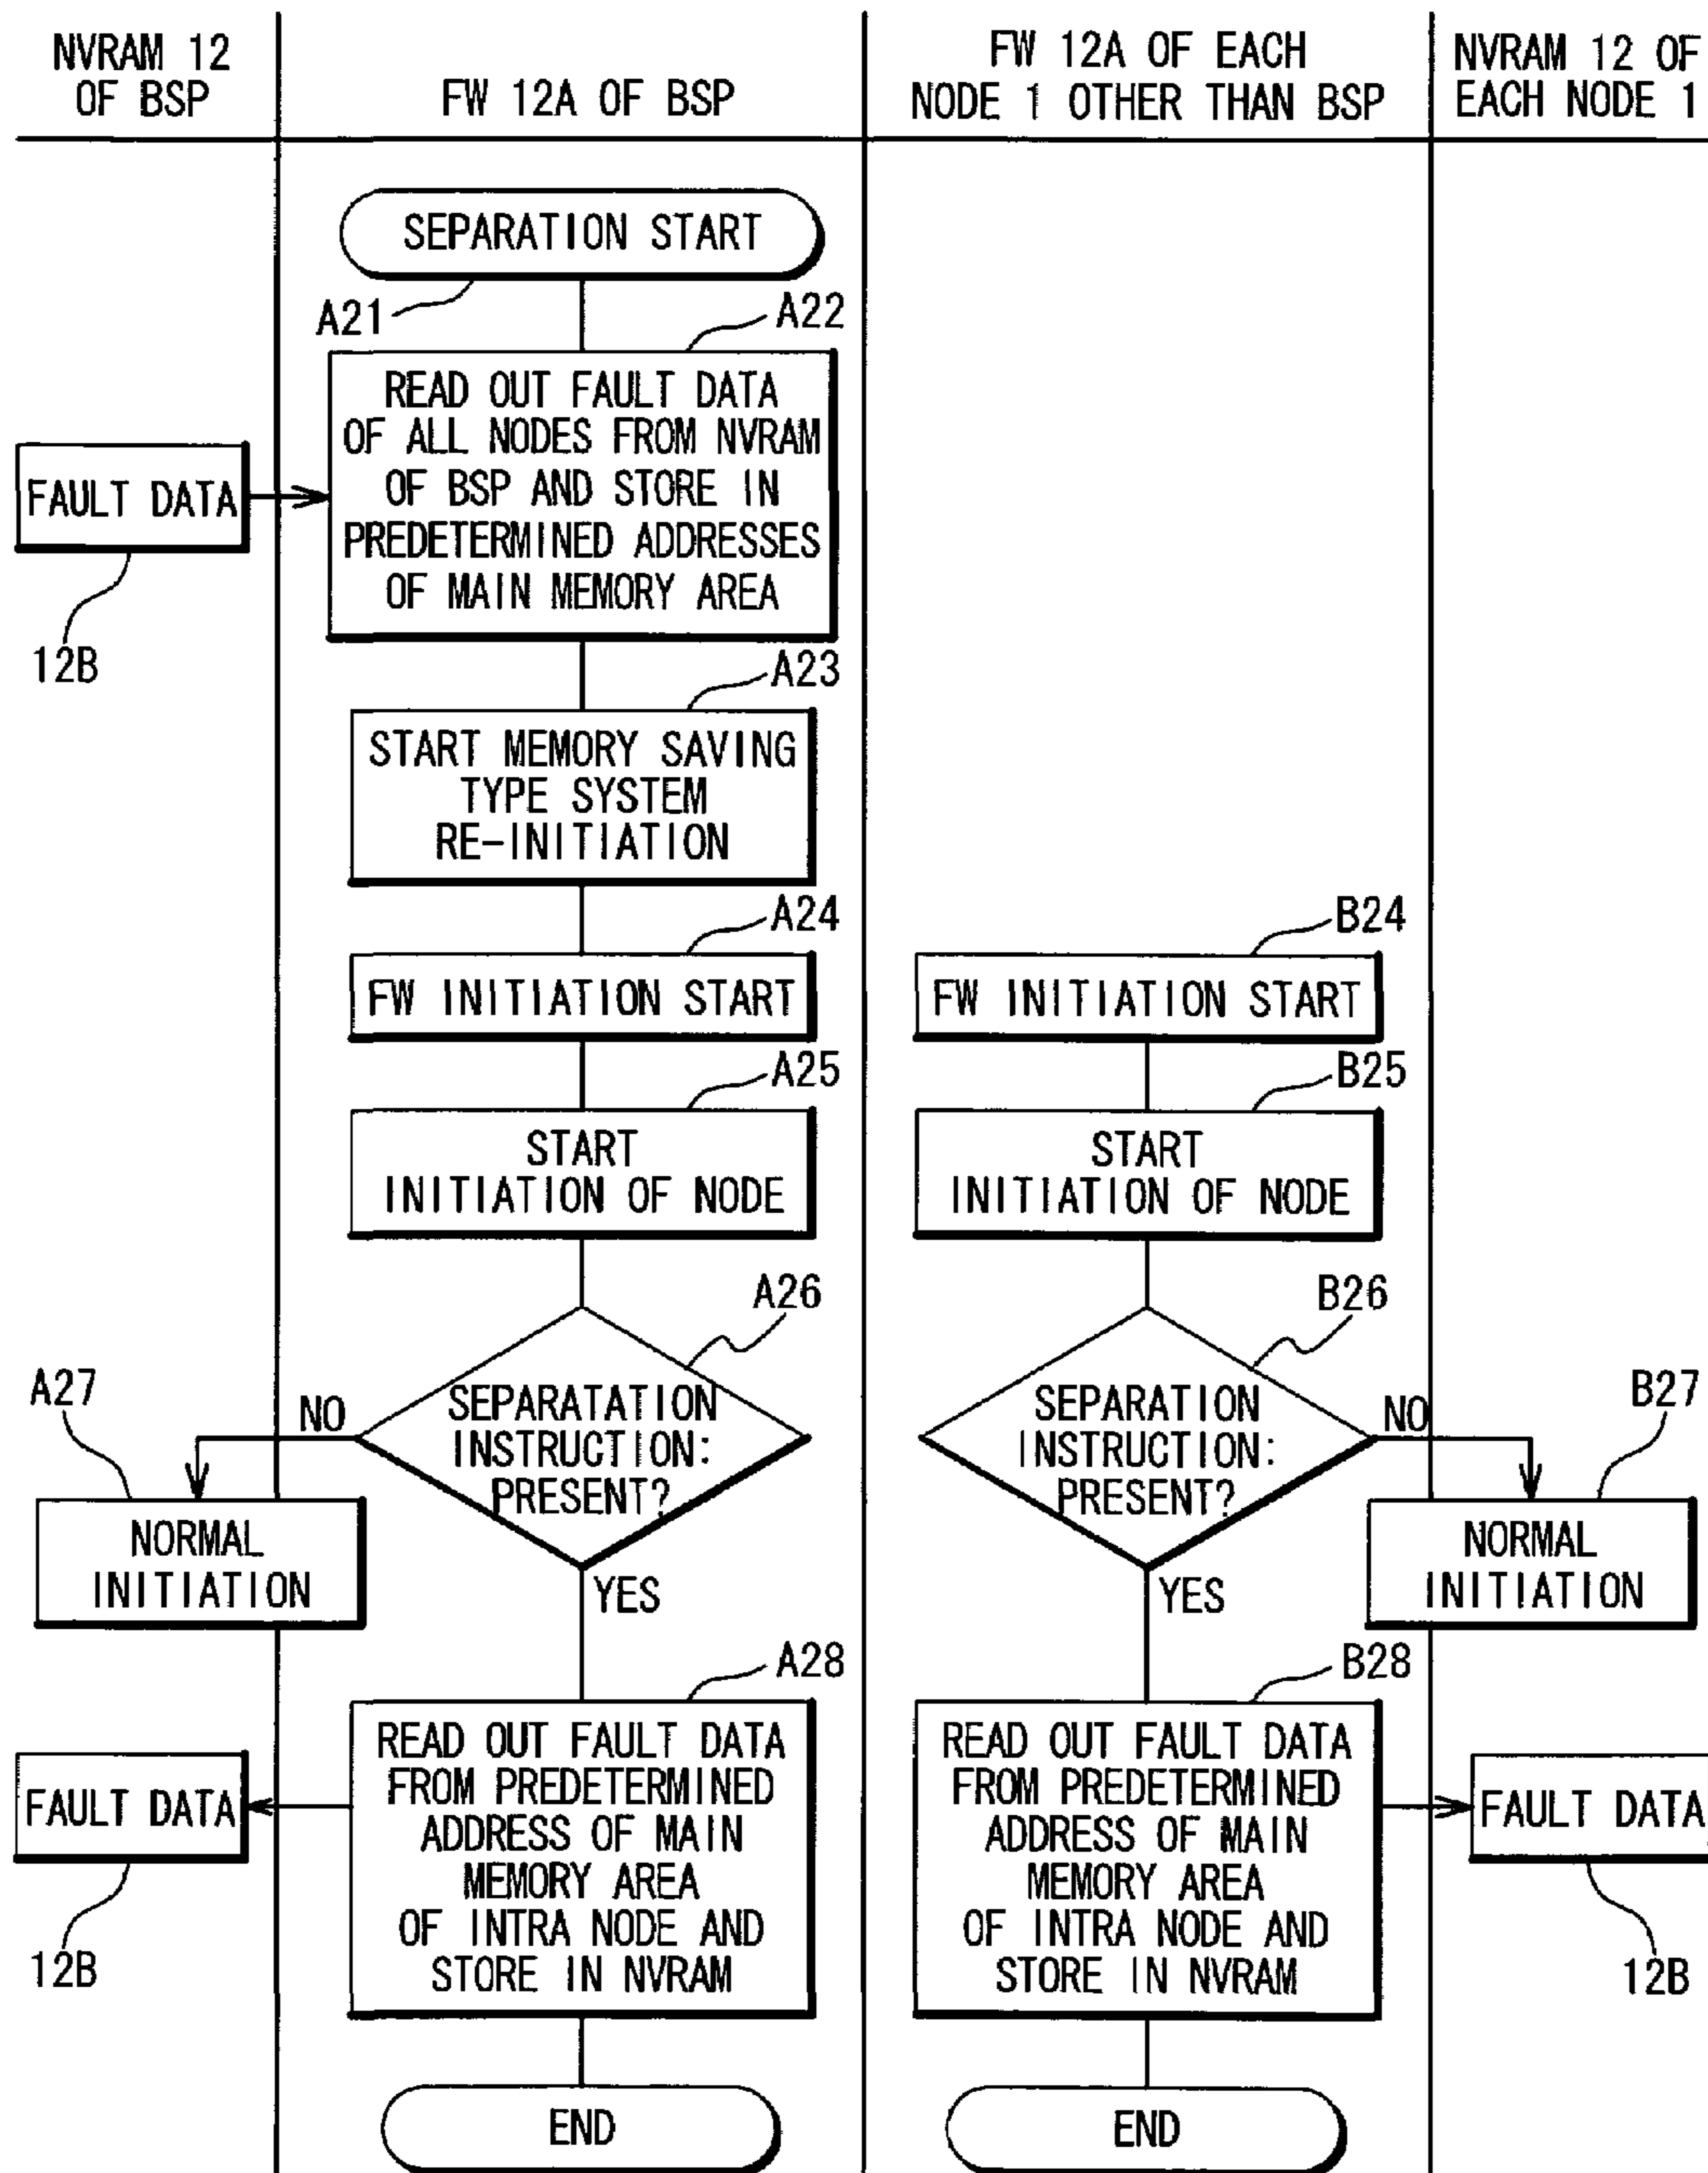 NVRAM 12
OF BSP
FW 12A OF BSP
FW 12A OF EACH
NODE 1 OTHER THAN BSP
NVRAM 12 OF
EACH NODE 1
SEPARATION START
A21
A22
READ OUT FAULT DATA
OF ALL NODES FROM NVRAM
OF BSP AND STORE IN
PREDETERMINED ADDRESSES
OF MAIN MEMORY AREA
FAULT DATA
12B
A23
START MEMORY SAVING
TYPE SYSTEM
RE-INITIATION
A24
FW INITIATION START
B24
FW INITIATION START
A25
START
INITIATION OF NODE
B25
START
INITIATION OF NODE
A26
SEPARATATION
INSTRUCTION:
PRESENT?
NO
YES
A27
NORMAL
INITIATION
B26
SEPARATION
INSTRUCTION:
PRESENT?
NO
YES
B27
NORMAL
INITIATION
A28
READ OUT FAULT DATA
FROM PREDETERMINED
ADDRESS OF MAIN
MEMORY AREA
OF INTRA NODE AND
STORE IN NVRAM
FAULT DATA
12B
B28
READ OUT FAULT DATA
FROM PREDETERMINED
ADDRESS OF MAIN
MEMORY AREA
OF INTRA NODE AND
STORE IN NVRAM
FAULT DATA
12B
END
END